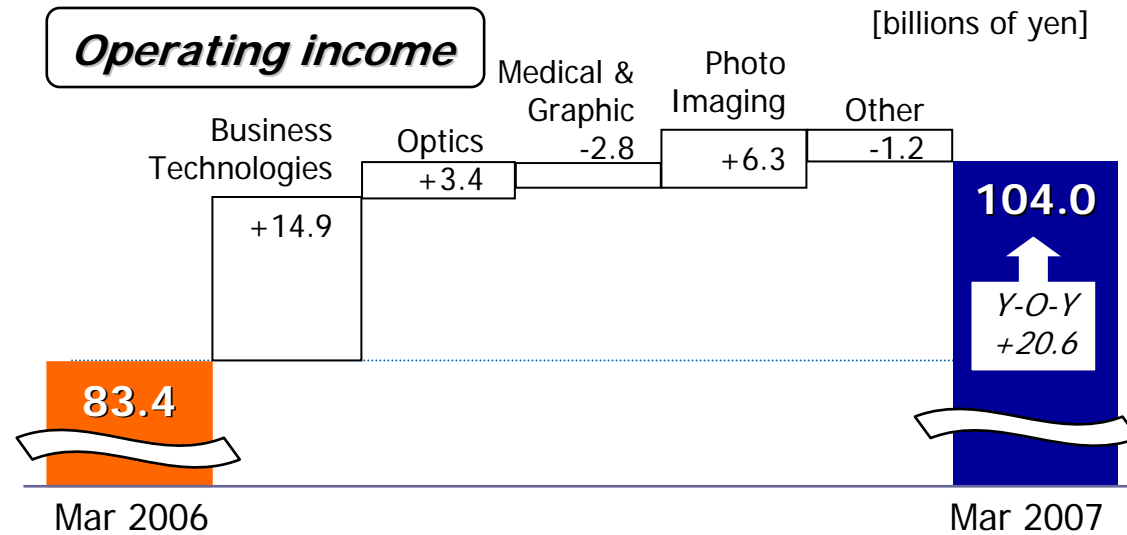 Operating income
[billions of yen]
Business
Technologies
+14.9
Optics
+3.4
Medical &
Graphic
-2.8
Photo
Imaging
+6.3
Other
-1.2
83.4
104.0
Y-O-Y
+20.6
Mar 2006
Mar 2007